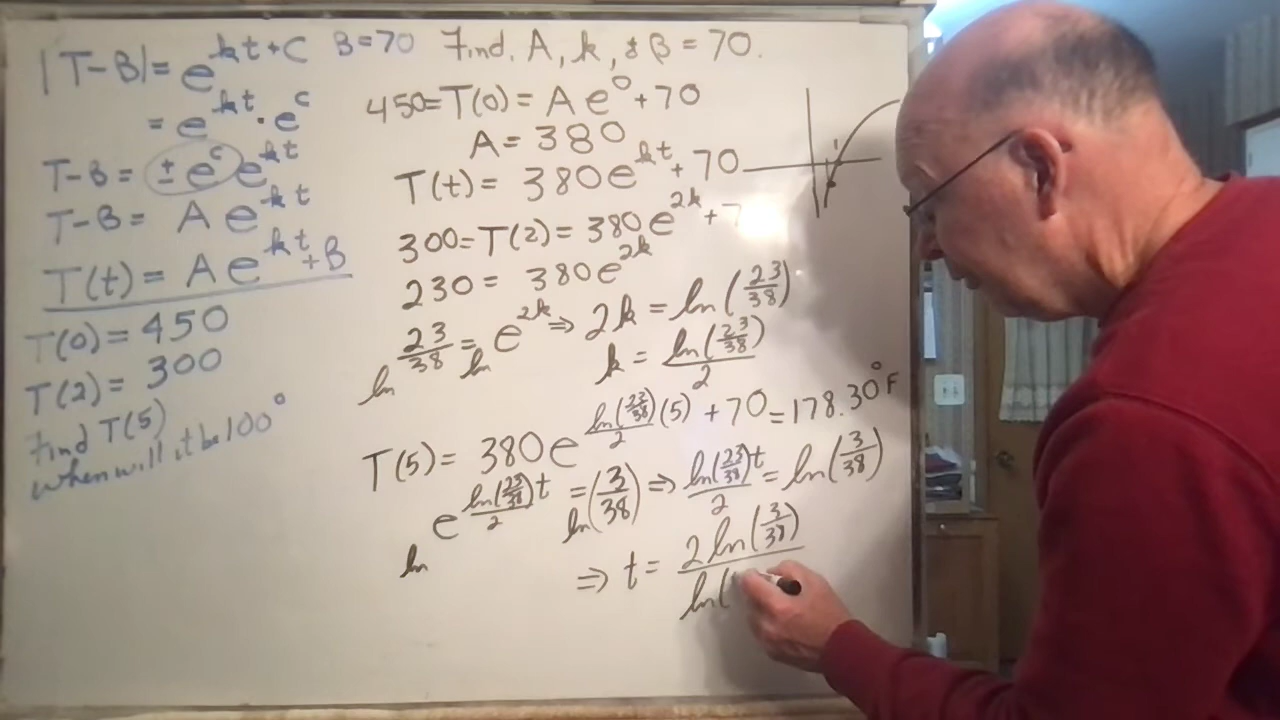 |T-B| = e^{kt+C} B=70
= e^{kt} · e^c
T-B = ±e^c e^{kt}
T-B = A e^{kt}
T(t) = A e^{kt} + B
T(0) = 450
T(2) = 300
Find T(5)
when will it be 100°
Find, A, k, & B = 70.
450 = T(0) = A e^0 + 70
A = 380
T(t) = 380e^{kt} + 70
300 = T(2) = 380e^{2k} + 7
230 = 380e^{2k}
ln 23/38 = ln e^{2k} ⇒ 2k = ln(23/38)
k = ln(23/38)/2
T(5) = 380e^{ln(23/38)/2 (5)} + 70 = 178.30°F
ln e^{ln(23/38)/2 t} = ln(3/38) ⇒ ln(23/38)/2 t = ln(3/38)
⇒ t = 2ln(3/38)/ln(
1